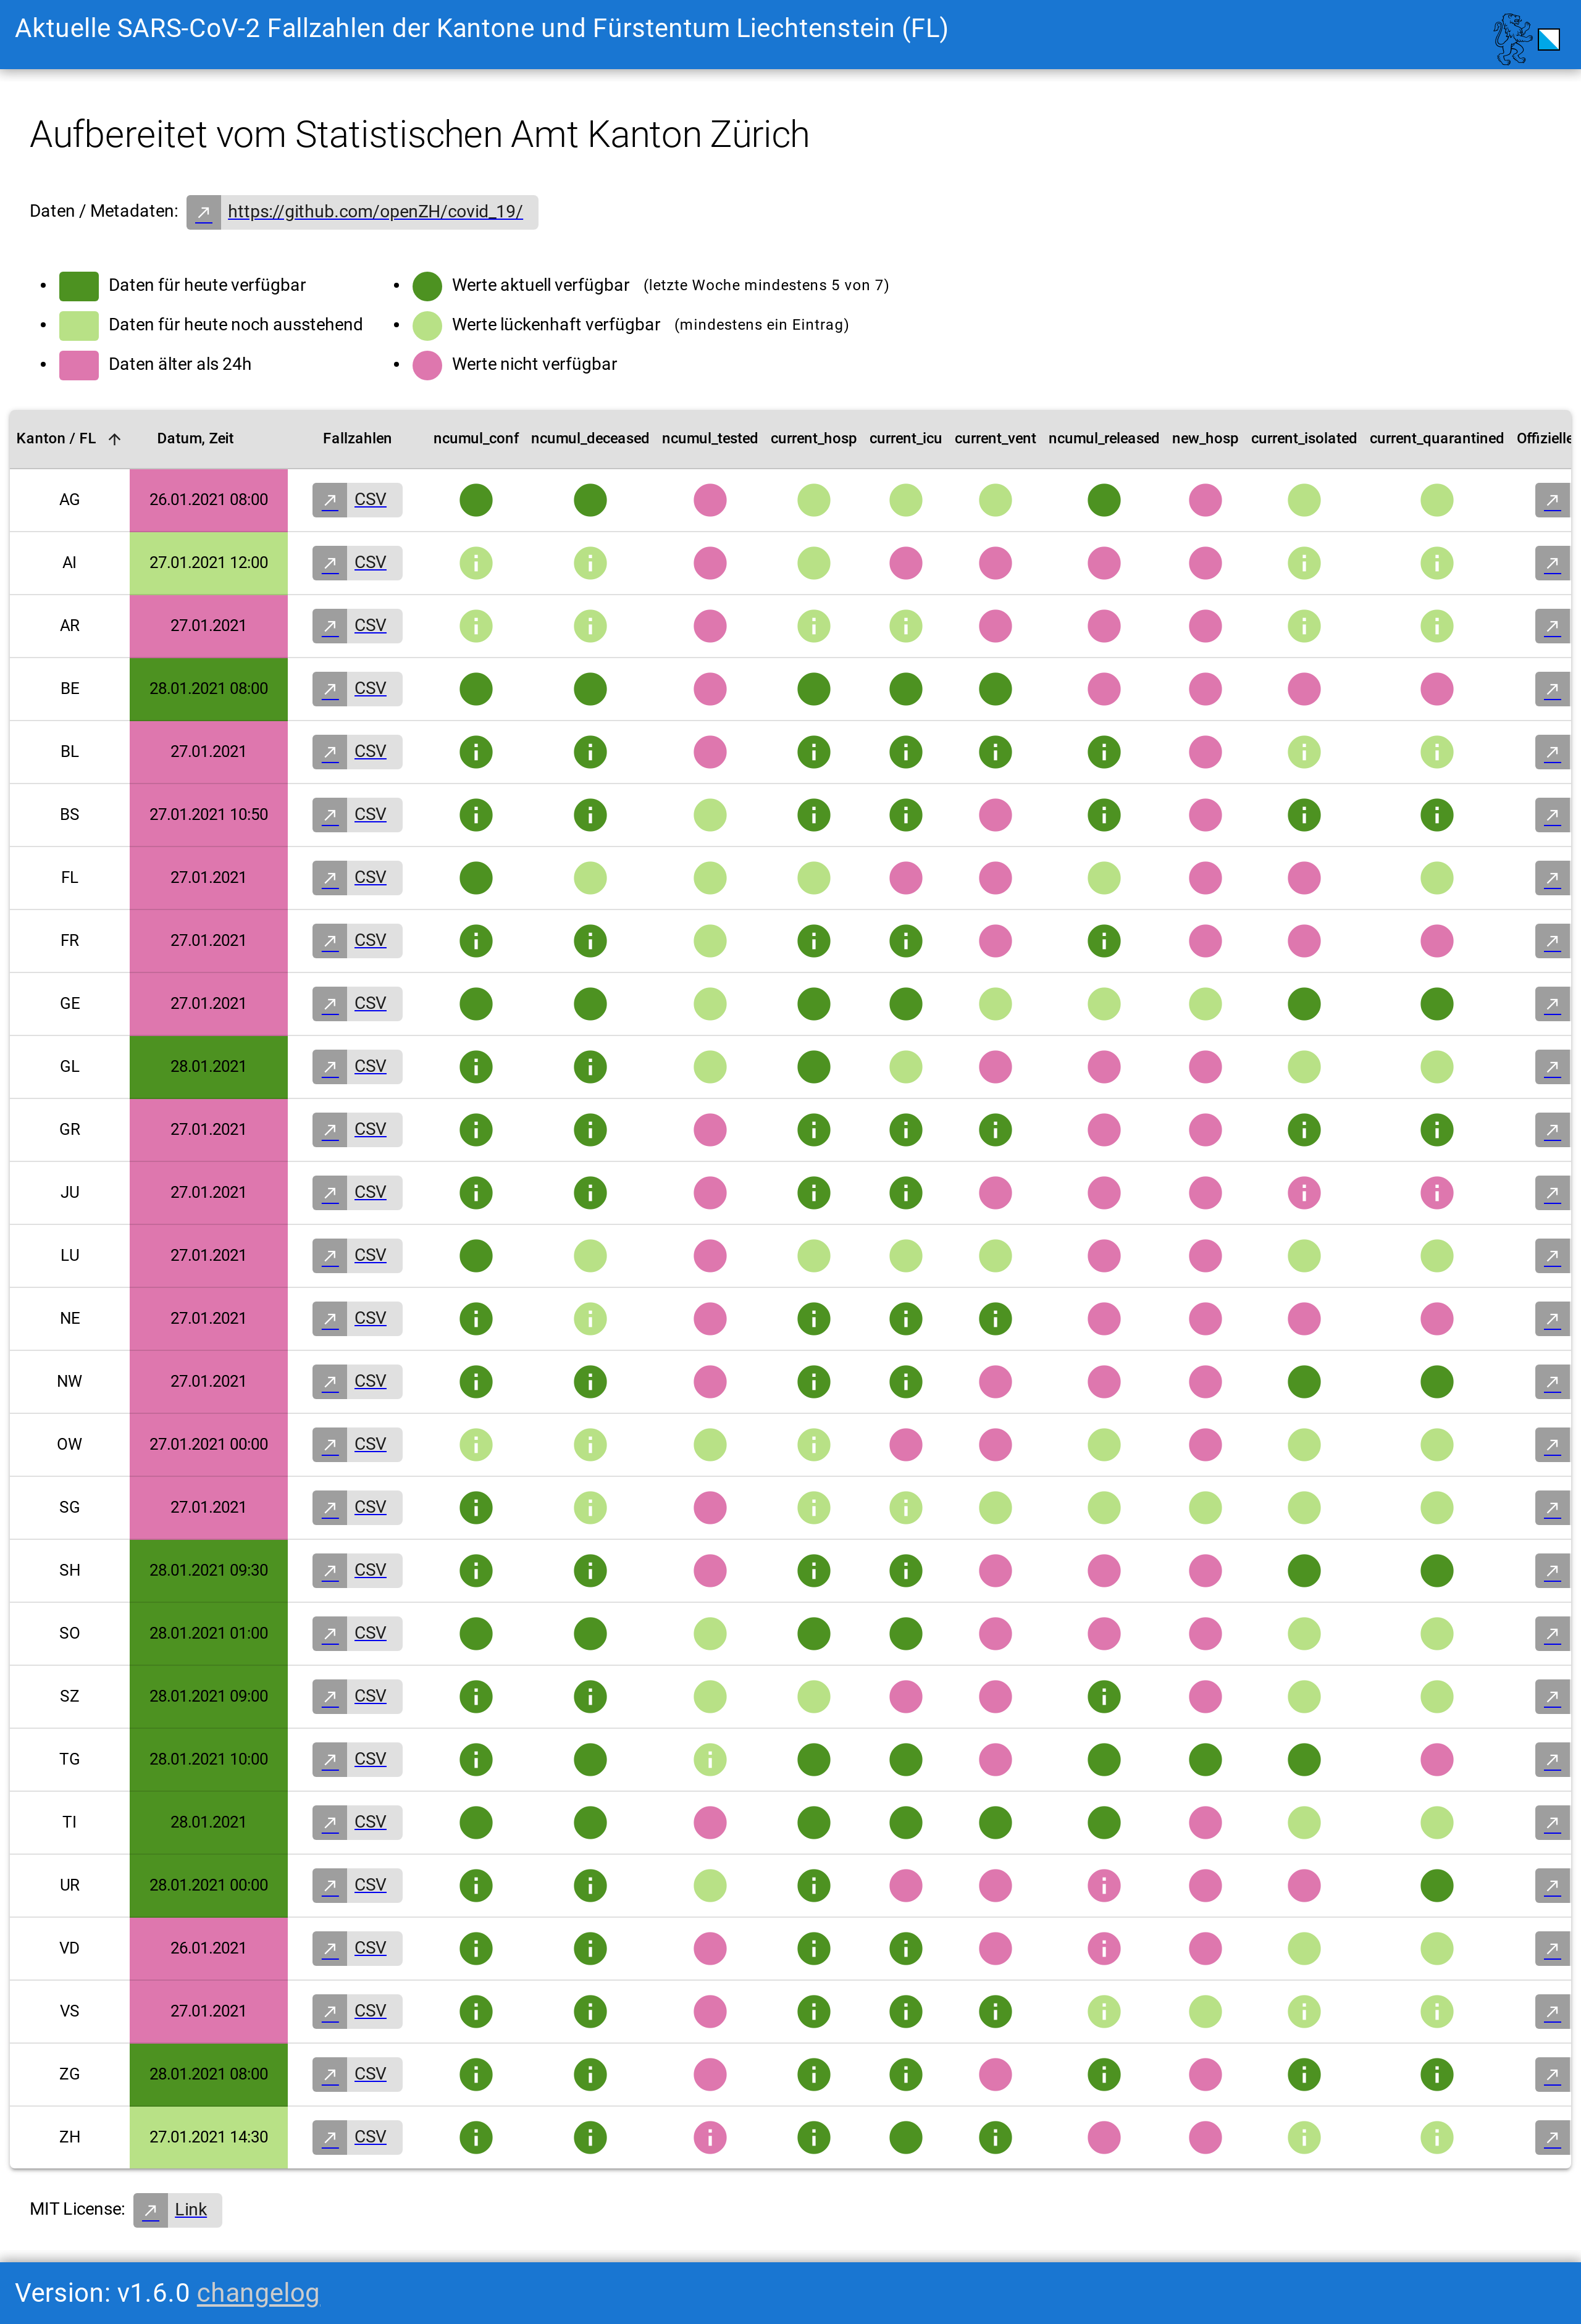 Aktuelle SARS-CoV-2 Fallzahlen der Kantone und Fürstentum Liechtenstein (FL)
Aufbereitet vom Statistischen Amt Kanton Zürich
Daten / Metadaten: https://github.com/openZH/covid_19/
Daten für heute verfügbar
Daten für heute noch ausstehend
Daten älter als 24h
Werte aktuell verfügbar (letzte Woche mindestens 5 von 7)
Werte lückenhaft verfügbar (mindestens ein Eintrag)
Werte nicht verfügbar
Kanton / FL Datum, Zeit Fallzahlen ncumul_conf ncumul_deceased ncumul_tested current_hosp current_icu current_vent ncumul_released new_hosp current_isolated current_quarantined Offizielle
AG 26.01.2021 08:00 CSV
AI 27.01.2021 12:00 CSV
AR 27.01.2021 CSV
BE 28.01.2021 08:00 CSV
BL 27.01.2021 CSV
BS 27.01.2021 10:50 CSV
FL 27.01.2021 CSV
FR 27.01.2021 CSV
GE 27.01.2021 CSV
GL 28.01.2021 CSV
GR 27.01.2021 CSV
JU 27.01.2021 CSV
LU 27.01.2021 CSV
NE 27.01.2021 CSV
NW 27.01.2021 CSV
OW 27.01.2021 00:00 CSV
SG 27.01.2021 CSV
SH 28.01.2021 09:30 CSV
SO 28.01.2021 01:00 CSV
SZ 28.01.2021 09:00 CSV
TG 28.01.2021 10:00 CSV
TI 28.01.2021 CSV
UR 28.01.2021 00:00 CSV
VD 26.01.2021 CSV
VS 27.01.2021 CSV
ZG 28.01.2021 08:00 CSV
ZH 27.01.2021 14:30 CSV
MIT License: Link
Version: v1.6.0 changelog